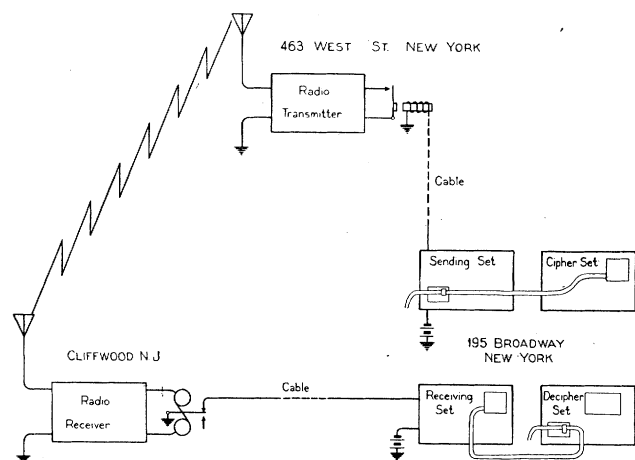 463 WEST ST. NEW YORK
Radio
Transmitter
Cable
Sending Set
Cipher Set
195 BROADWAY
NEW YORK
CLIFFWOOD N J
Cable
Radio
Receiver
Receiving
Set
Decipher
Set